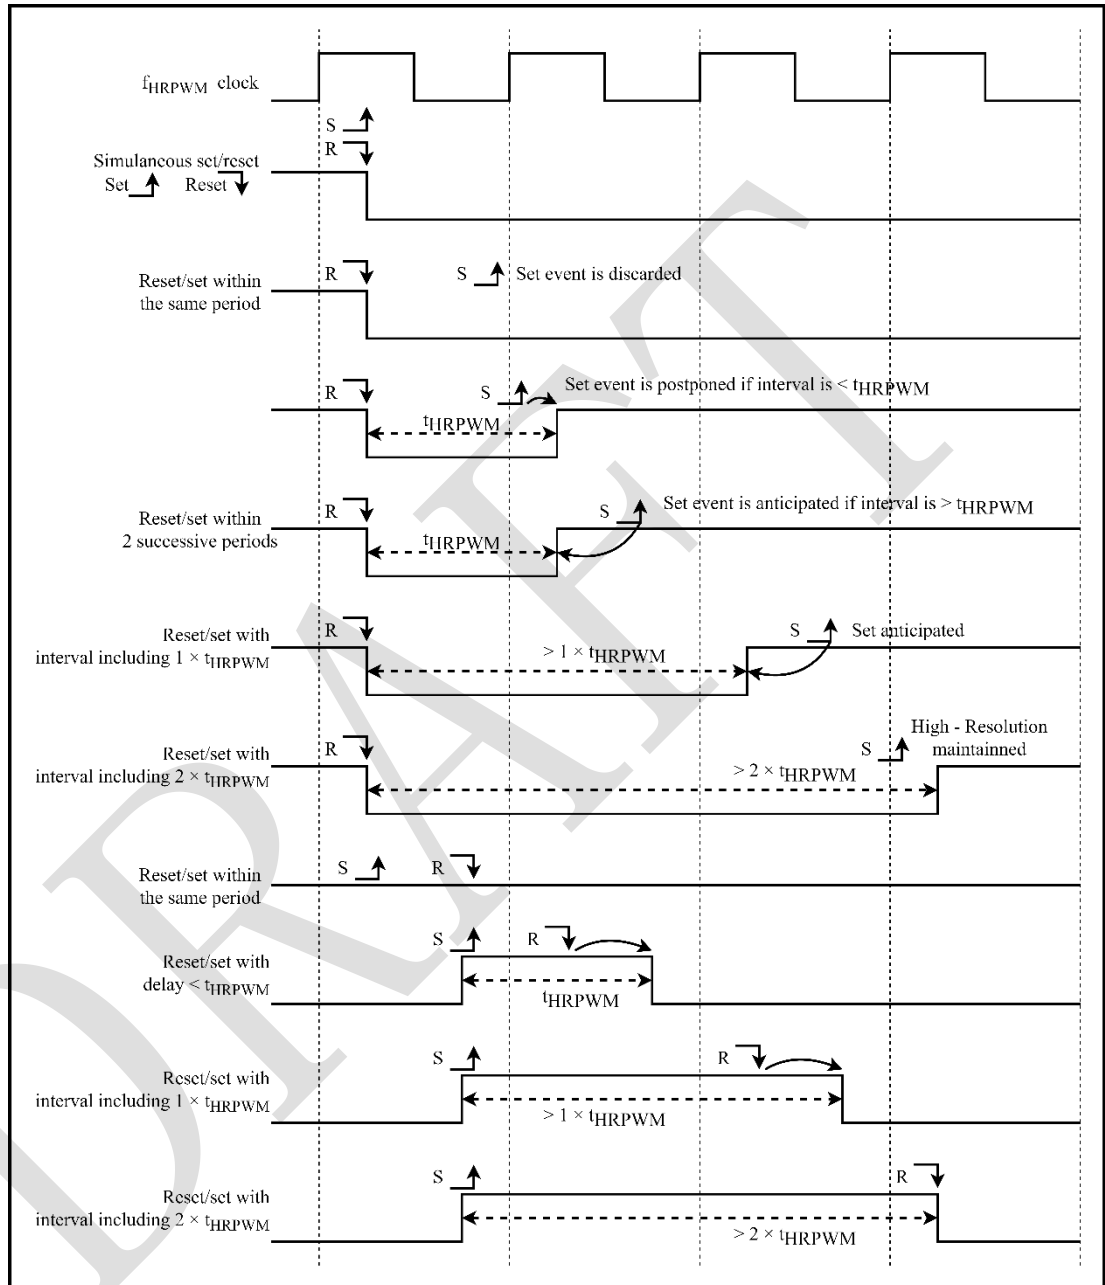 fHRPWM clock
S
R
Simulaneous set/reset
Set Reset
R
S
Set event is discarded
Reset/set within
the same period
R
S
Set event is postponed if interval is < tHRPWM
tHRPWM
R
S
Set event is anticipated if interval is > tHRPWM
Reset/set within
2 successive periods
tHRPWM
R
S
Set anticipated
Reset/set with
interval including 1 × tHRPWM
> 1 × tHRPWM
R
S
High - Resolution
maintainned
Reset/set with
interval including 2 × tHRPWM
> 2 × tHRPWM
S
R
Reset/set within
the same period
S
R
Reset/set with
delay < tHRPWM
tHRPWM
S
R
Reset/set with
interval including 1 × tHRPWM
> 1 × tHRPWM
S
R
Reset/set with
interval including 2 × tHRPWM
> 2 × tHRPWM
DRAFT